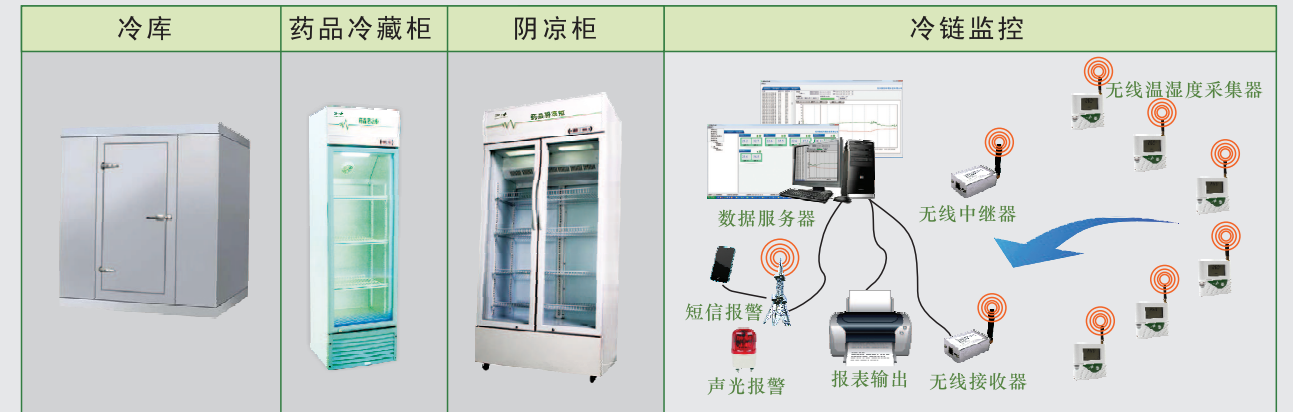 冷库
药品冷藏柜
阴凉柜
冷链监控
无线温湿度采集器
数据服务器
无线中继器
短信报警
声光报警
报表输出
无线接收器